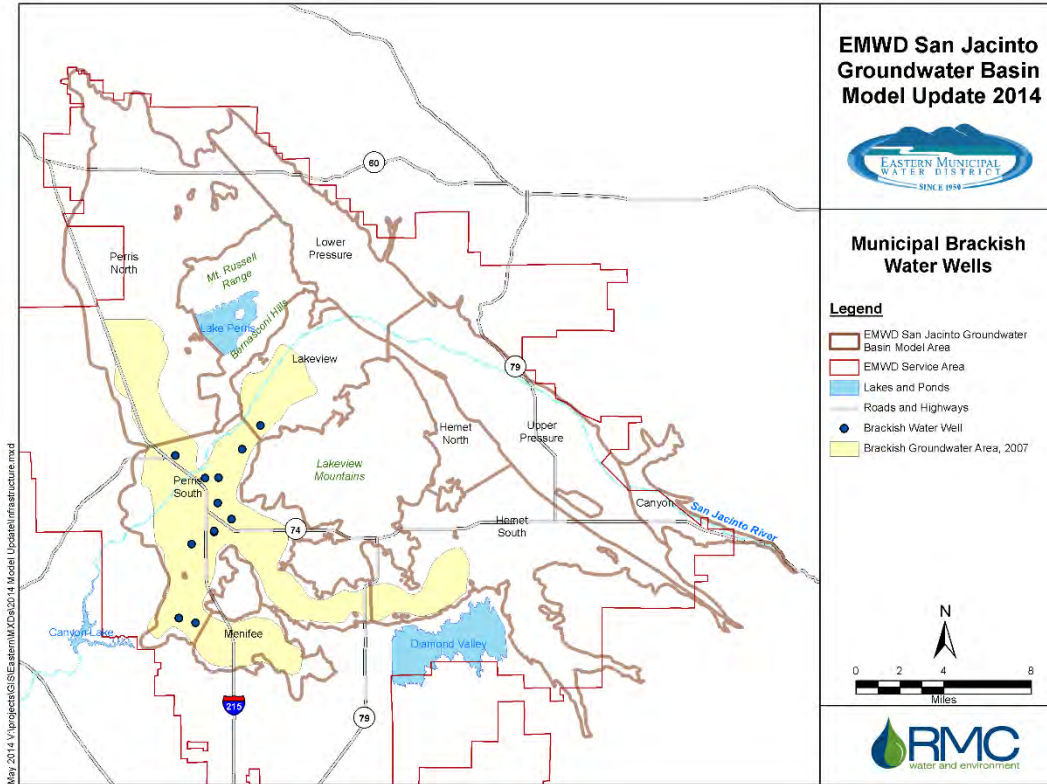 EMWD San Jacinto
Groundwater Basin
Model Update 2014
EASTERN MUNICIPAL
WATER DISTRICT
SINCE 1950
Municipal Brackish
Water Wells
Legend
EMWD San Jacinto Groundwater
Basin Model Area
EMWD Service Area
Lakes and Ponds
Roads and Highways
Brackish Water Well
Brackish Groundwater Area, 2007
N
0 2 4 8
Miles
RMC
water and environment
60
Perris
North
Mt. Russell
Range
Lower
Pressure
Lake Perris
Bernasconi Hills
Lakeview
79
Hemet
North
Upper
Pressure
Lakeview
Mountains
Perris
South
74
Hemet
South
Canyon
San Jacinto River
Canyon Lake
Menifee
Diamond Valley
215
79
May 2014 V:\projects\GIS\Eastern\MXDs\2014 Model Update\infrastructure.mxd